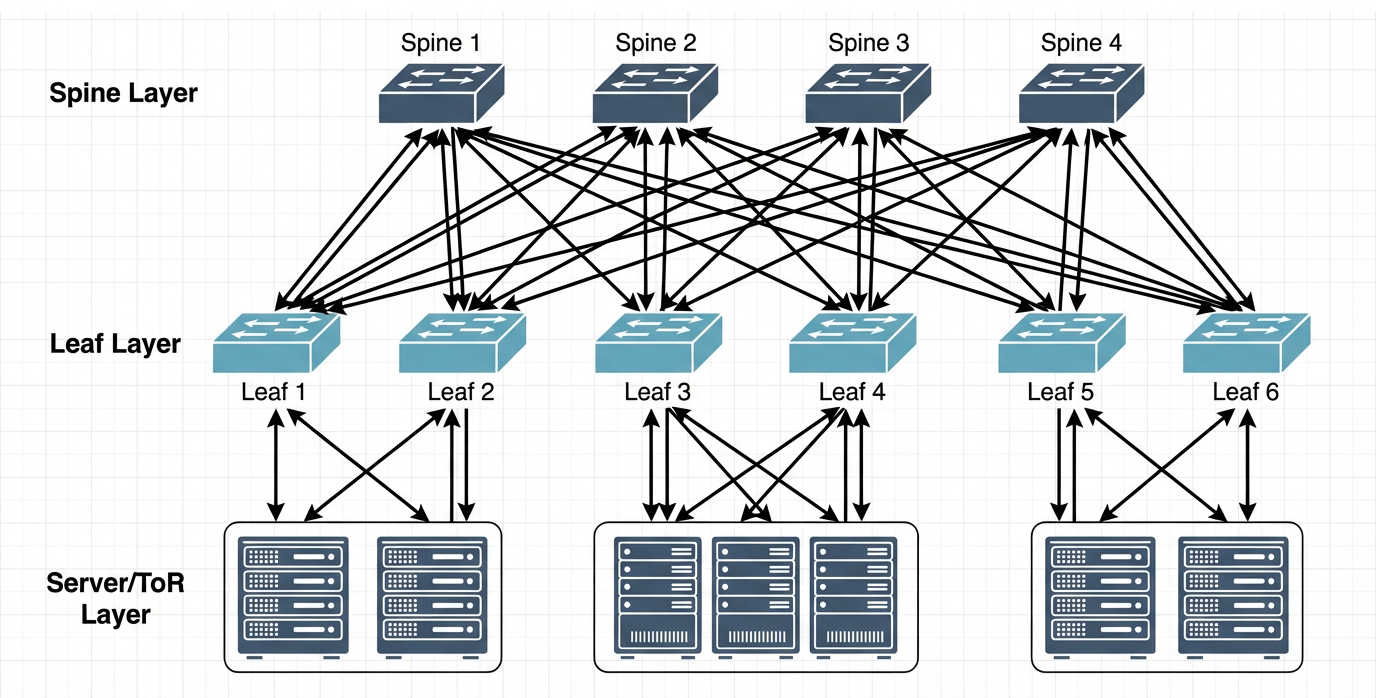 Spine 1
Spine 2
Spine 3
Spine 4
Spine Layer
Leaf Layer
Leaf 1
Leaf 2
Leaf 3
Leaf 4
Leaf 5
Leaf 6
Server/ToR
Layer